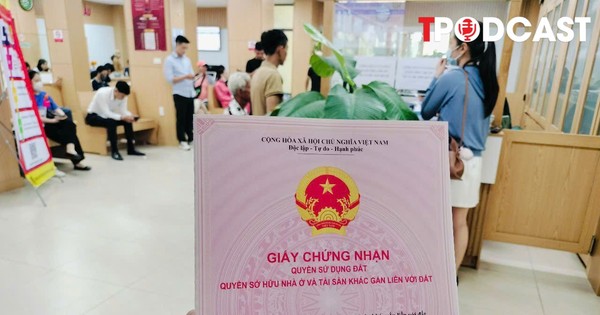 TPODCAST
CỘNG HÒA XÃ HỘI CHỦ NGHĨA VIỆT NAM
Độc lập - Tự do - Hạnh phúc
GIẤY CHỨNG NHẬN
QUYỀN SỬ DỤNG ĐẤT
QUYỀN SỞ HỮU NHÀ Ở VÀ TÀI SẢN KHÁC GẮN LIỀN VỚI ĐẤT